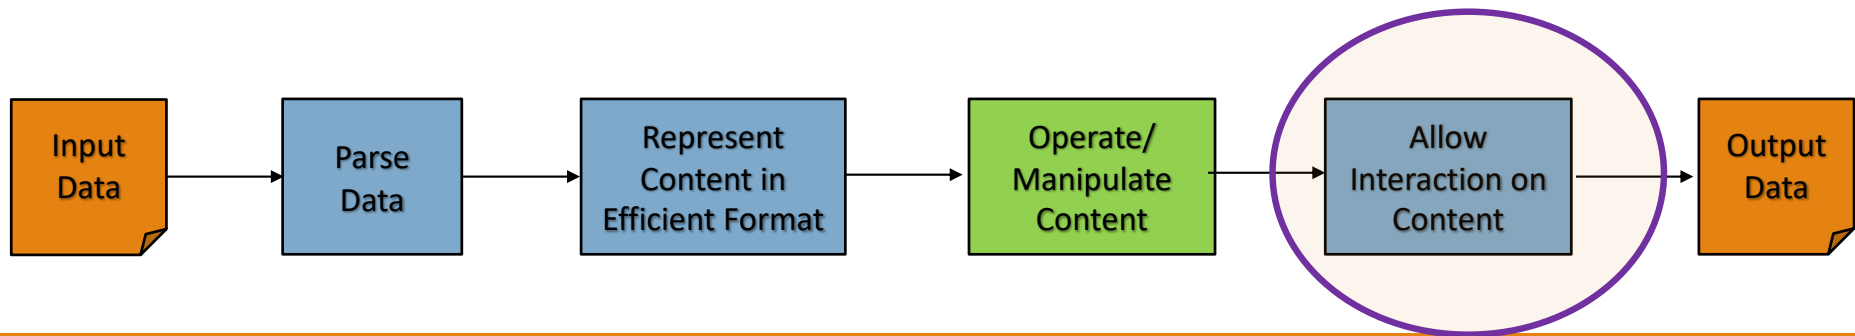 Input
Data
Parse
Data
Represent
Content in
Efficient Format
Operate/
Manipulate
Content
Allow
Interaction on
Content
Output
Data